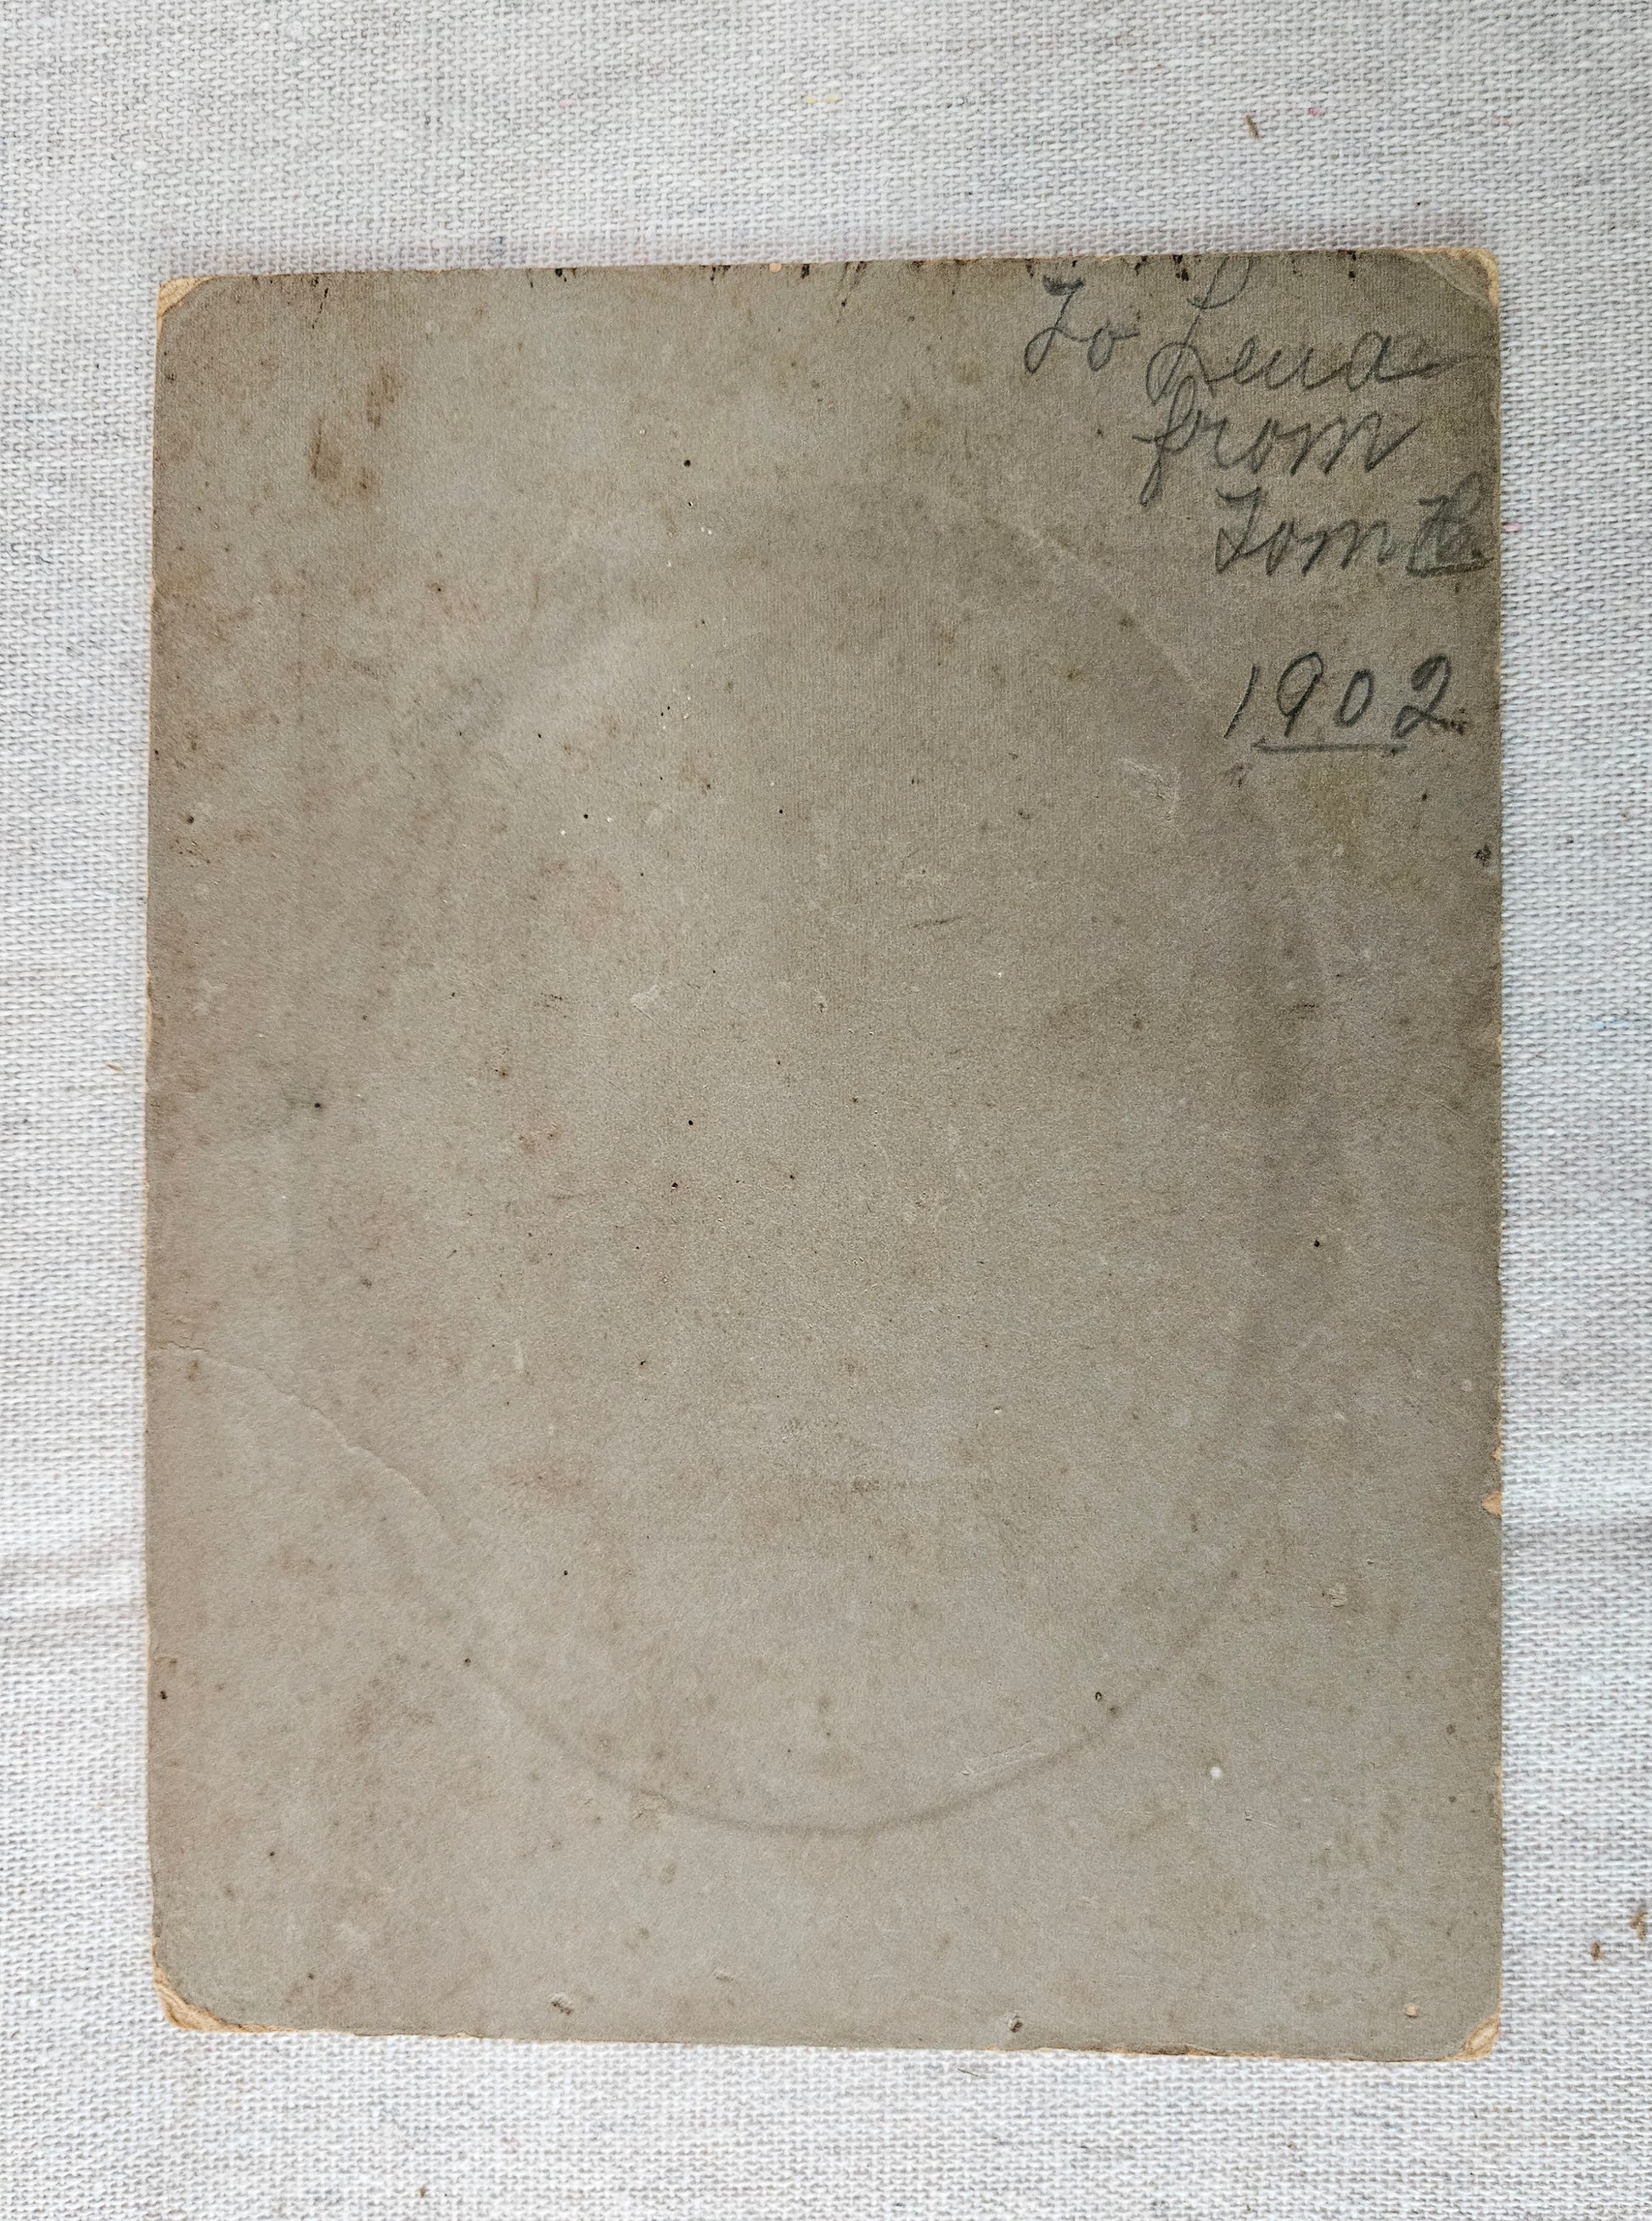 To Lena
from
Tom B.
1902.